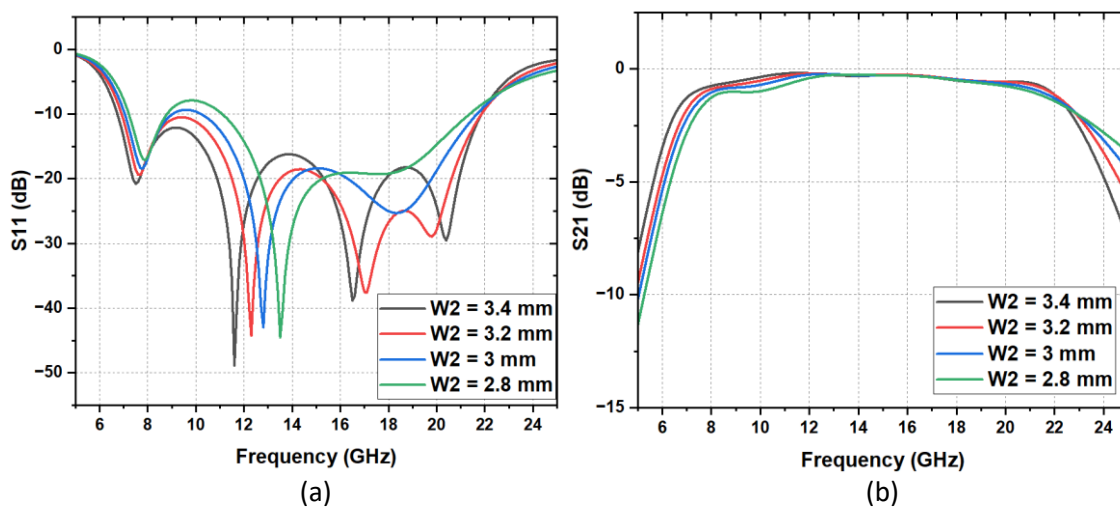 0
−10
−20
−30
−40
−50
S11 (dB)
6 8 10 12 14 16 18 20 22 24
Frequency (GHz)
W2 = 3.4 mm
W2 = 3.2 mm
W2 = 3 mm
W2 = 2.8 mm
(a)
0
−5
−10
−15
S21 (dB)
6 8 10 12 14 16 18 20 22 24
Frequency (GHz)
W2 = 3.4 mm
W2 = 3.2 mm
W2 = 3 mm
W2 = 2.8 mm
(b)